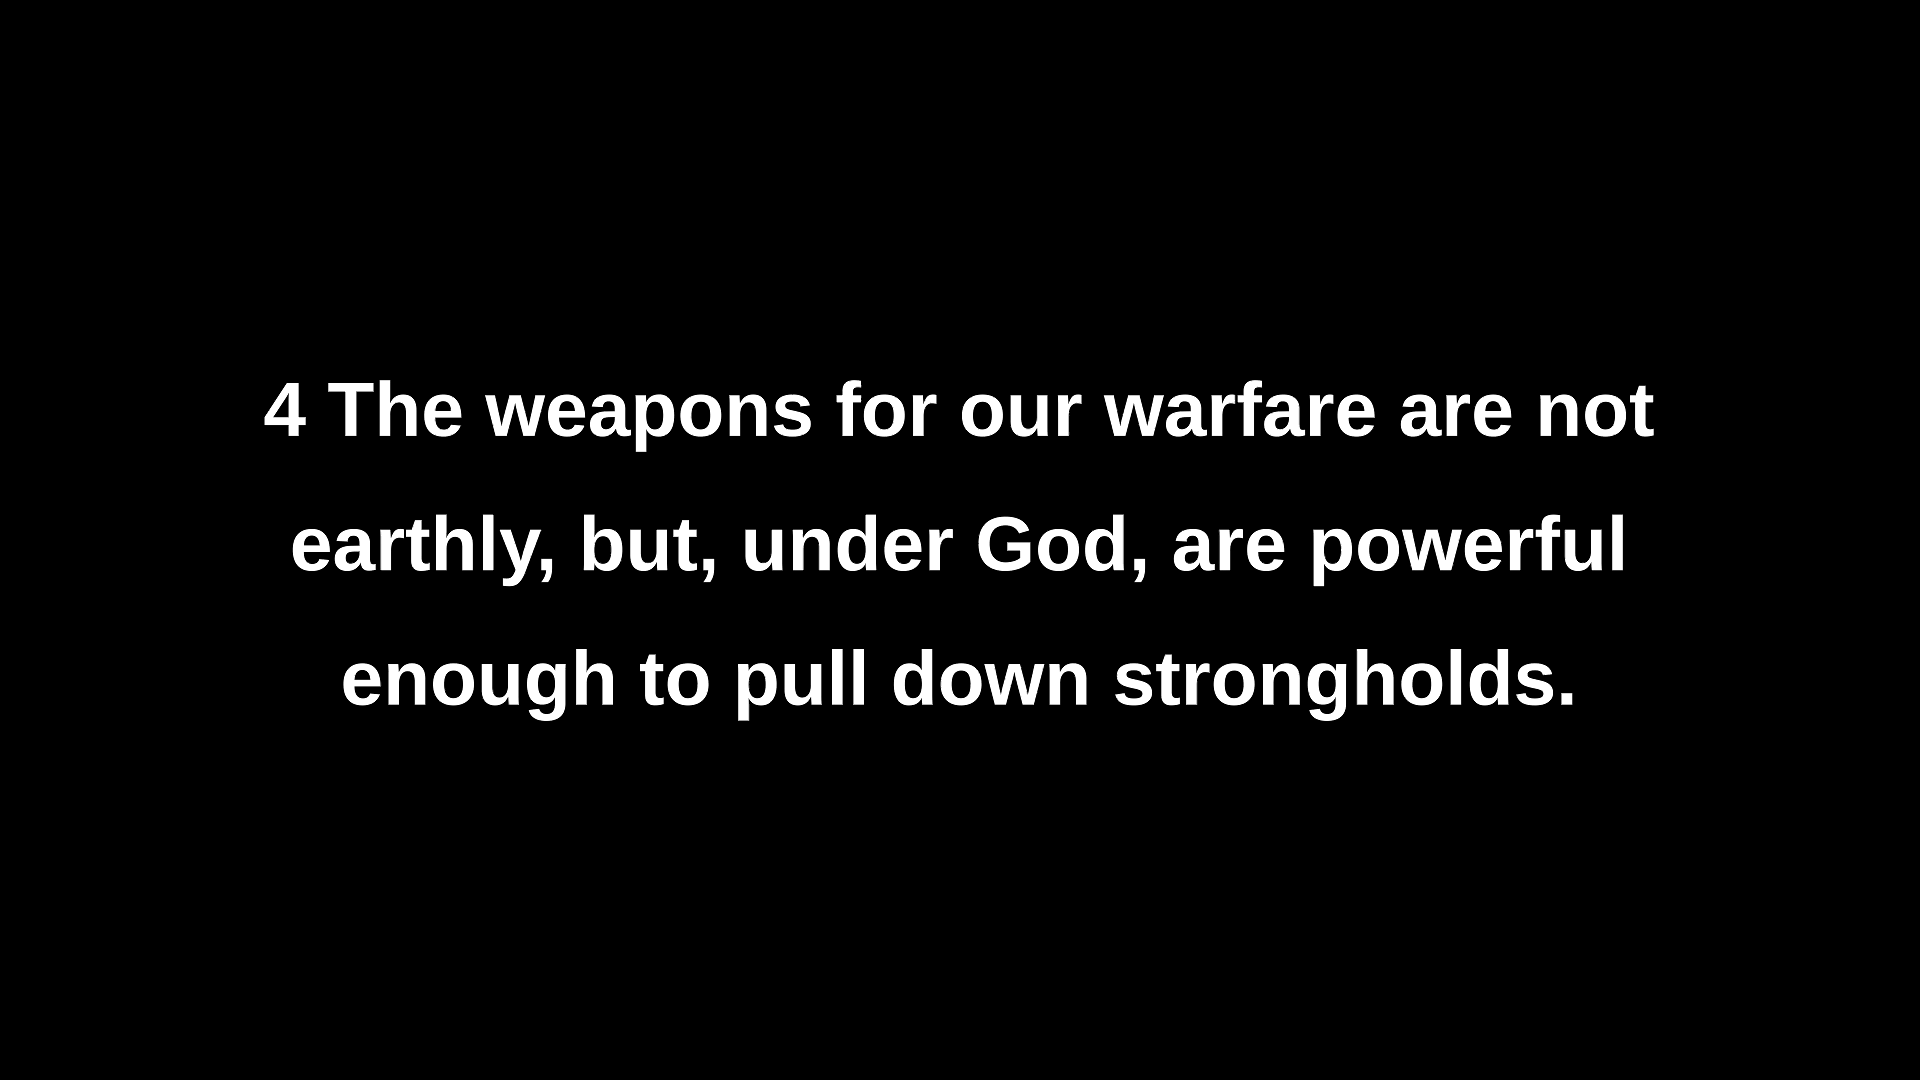 4 The weapons for our warfare are not
earthly, but, under God, are powerful
enough to pull down strongholds.